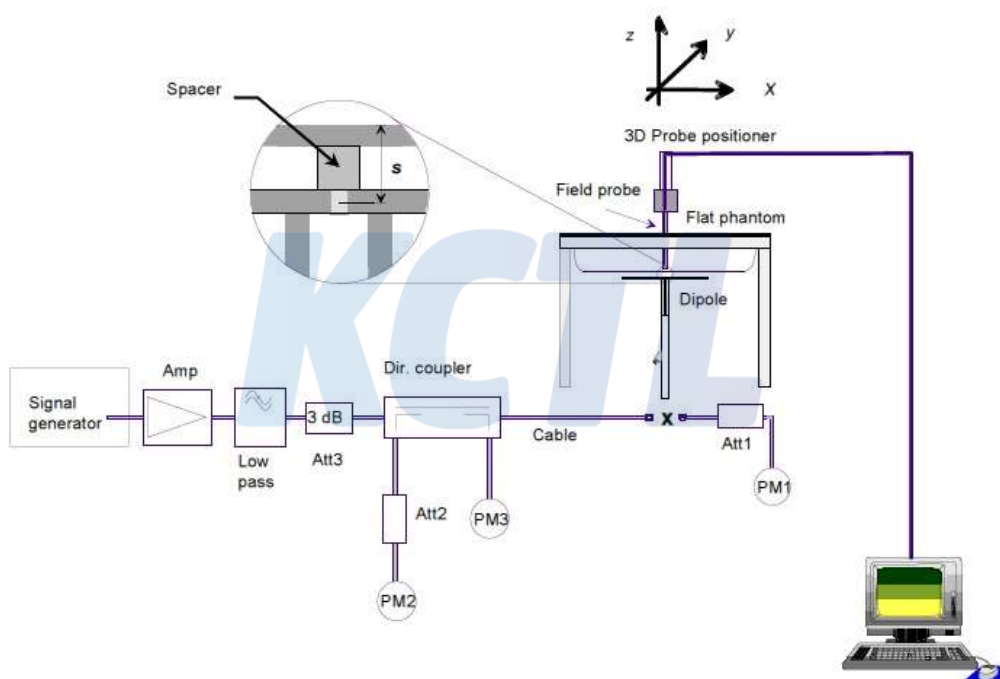 z
y
X
Spacer
s
3D Probe positioner
Field probe
Flat phantom
Dipole
KCTL
Signal
generator
Amp
Low
pass
3 dB
Att3
Dir. coupler
Cable
X
Att1
PM1
Att2
PM3
PM2